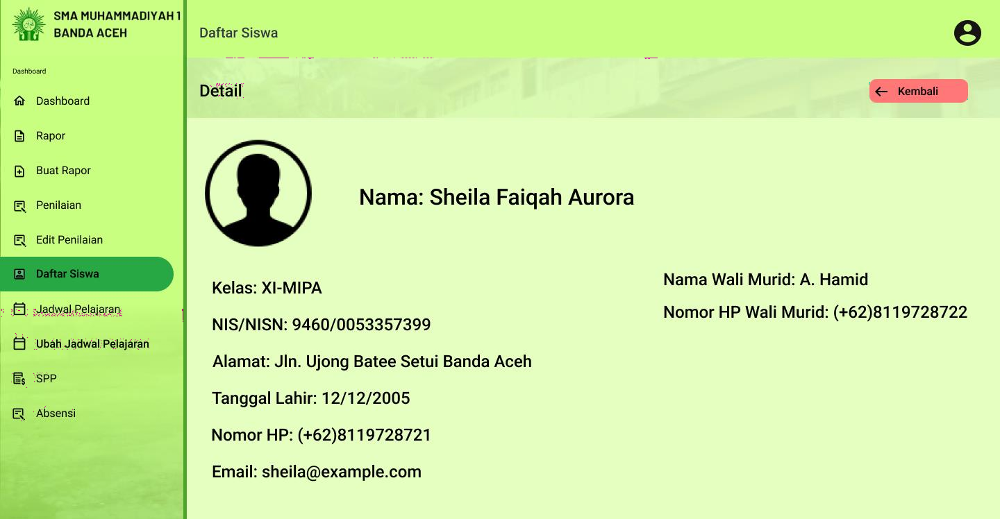 SMA MUHAMMADIYAH 1
BANDA ACEH
Dashboard
Dashboard
Rapor
Buat Rapor
Penilaian
Edit Penilaian
Daftar Siswa
Jadwal Pelajaran
Ubah Jadwal Pelajaran
SPP
Absensi
Daftar Siswa
Detail
Kembali
Nama: Sheila Faiqah Aurora
Kelas: XI-MIPA
NIS/NISN: 9460/0053357399
Alamat: Jln. Ujong Batee Setui Banda Aceh
Tanggal Lahir: 12/12/2005
Nomor HP: (+62)8119728721
Email: sheila@example.com
Nama Wali Murid: A. Hamid
Nomor HP Wali Murid: (+62)8119728722